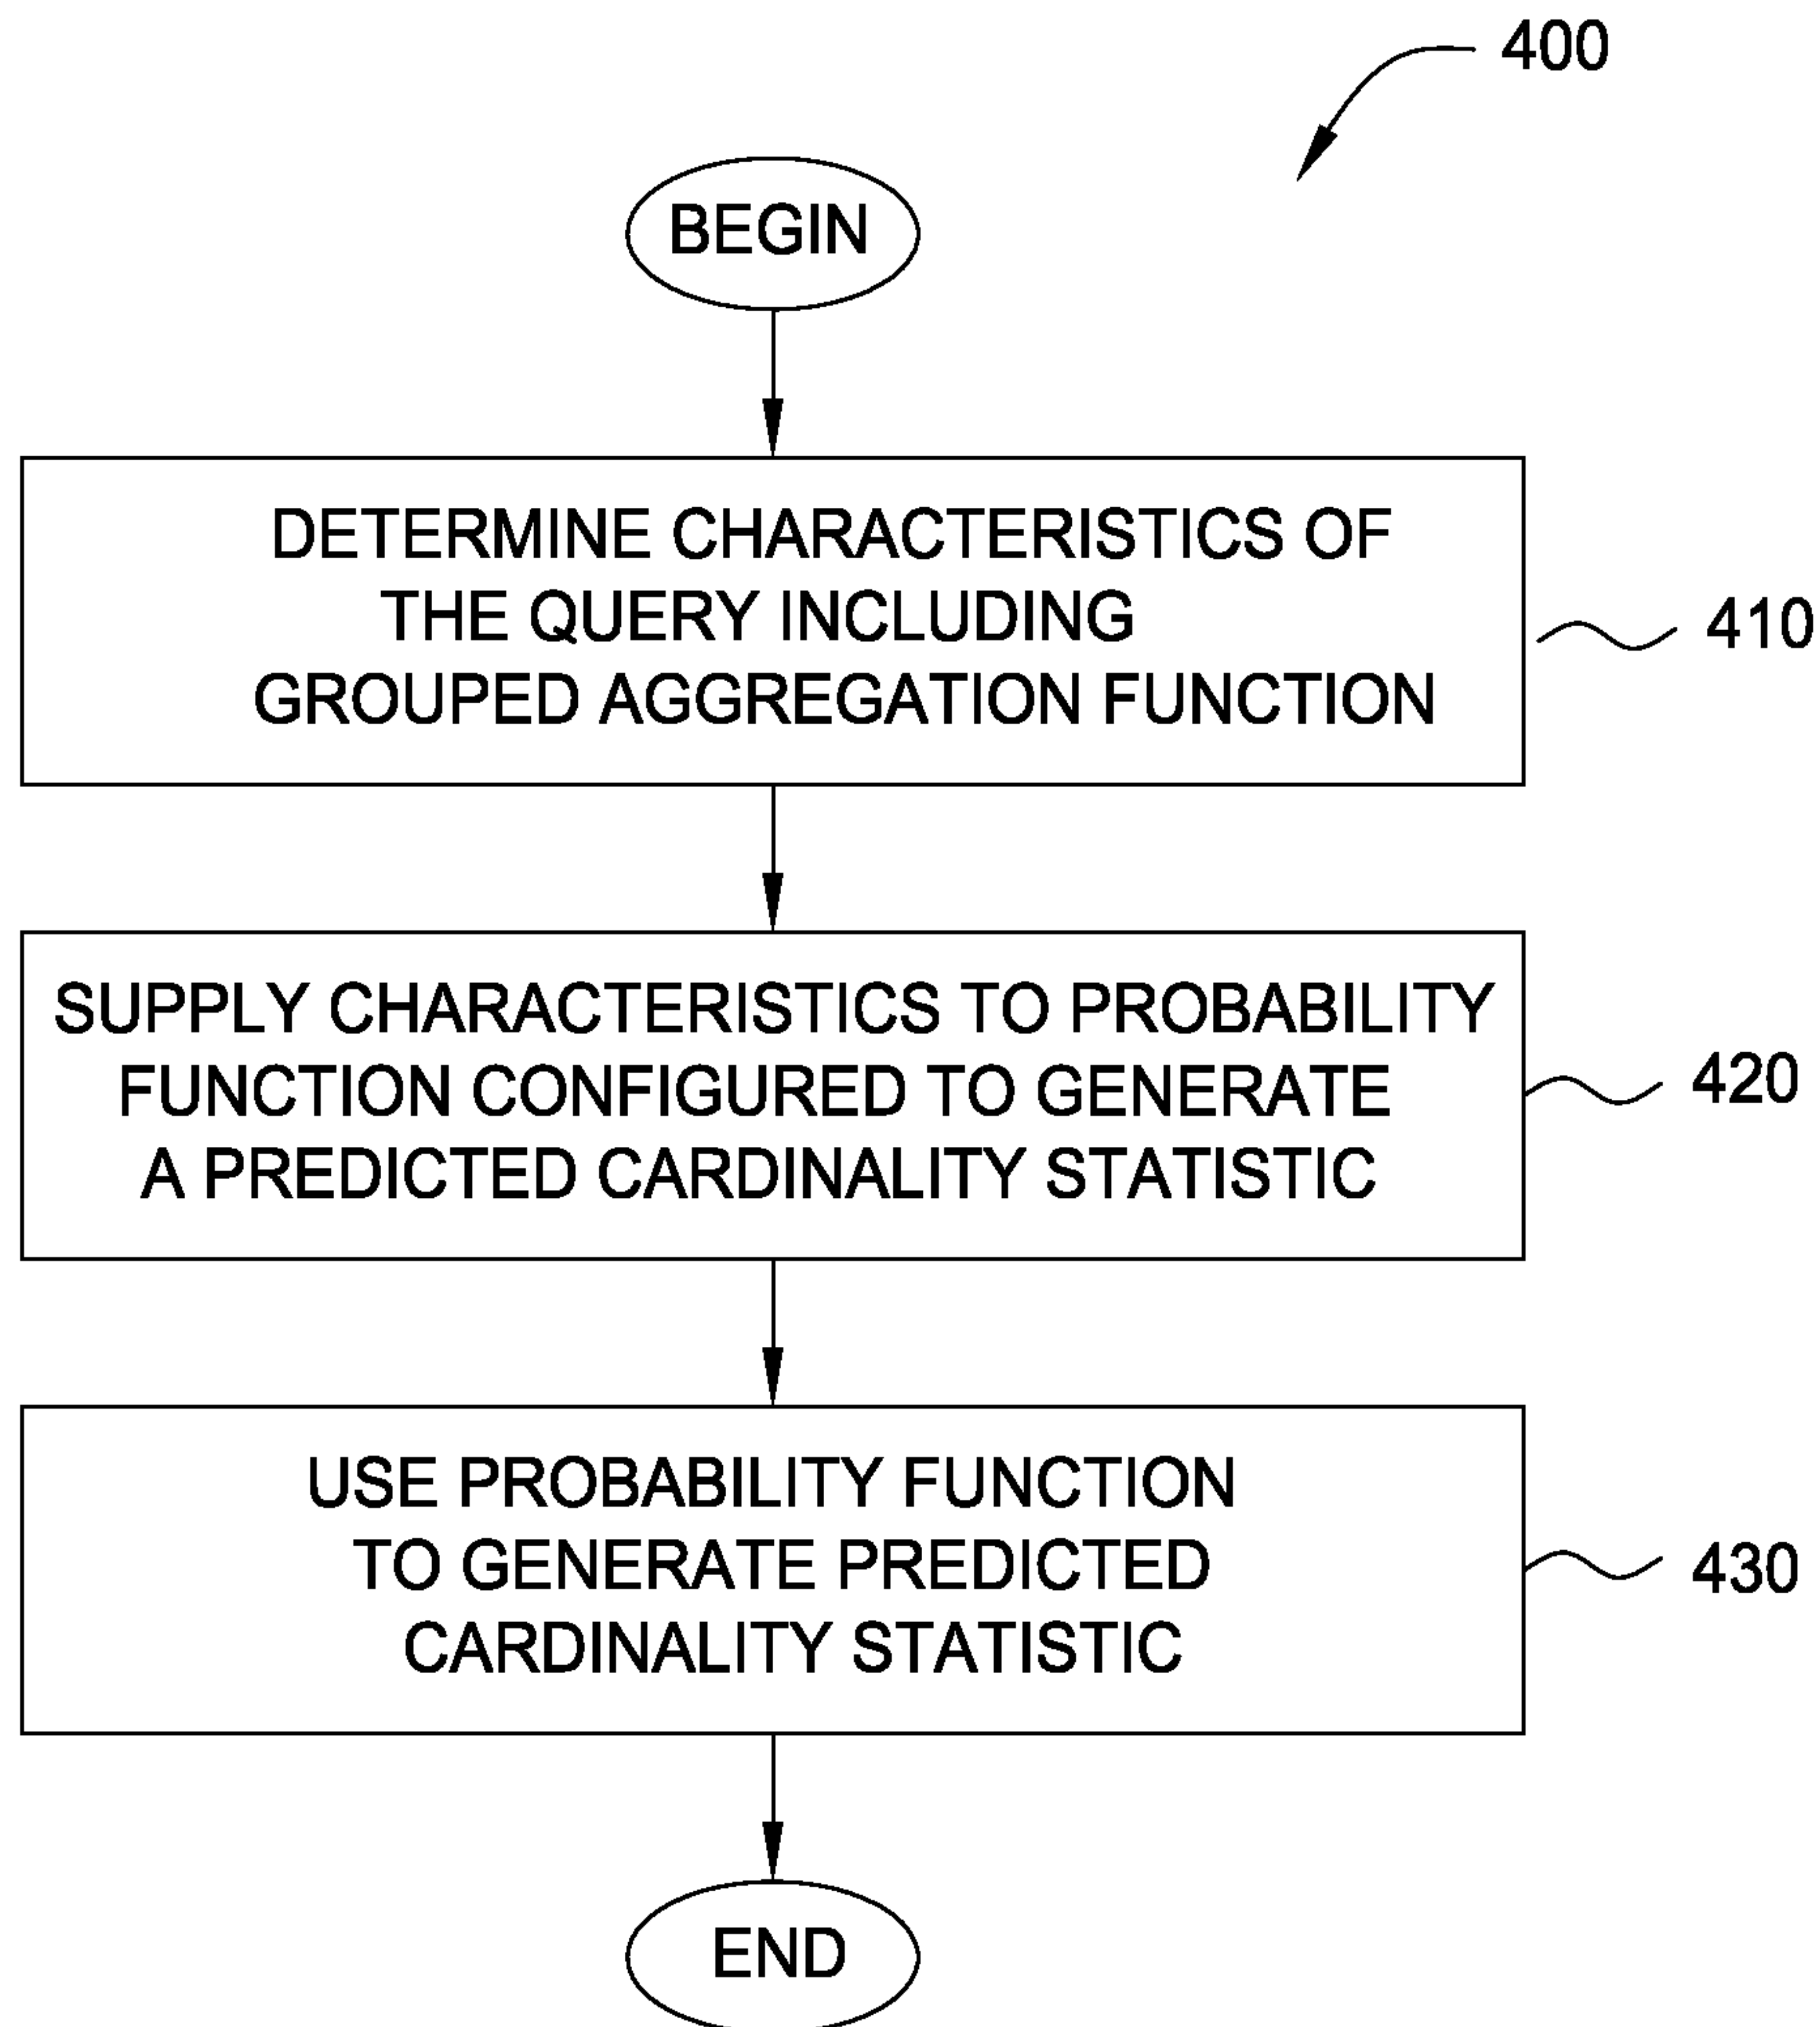 400
BEGIN
DETERMINE CHARACTERISTICS OF
THE QUERY INCLUDING
GROUPED AGGREGATION FUNCTION
410
SUPPLY CHARACTERISTICS TO PROBABILITY
FUNCTION CONFIGURED TO GENERATE
A PREDICTED CARDINALITY STATISTIC
420
USE PROBABILITY FUNCTION
TO GENERATE PREDICTED
CARDINALITY STATISTIC
430
END